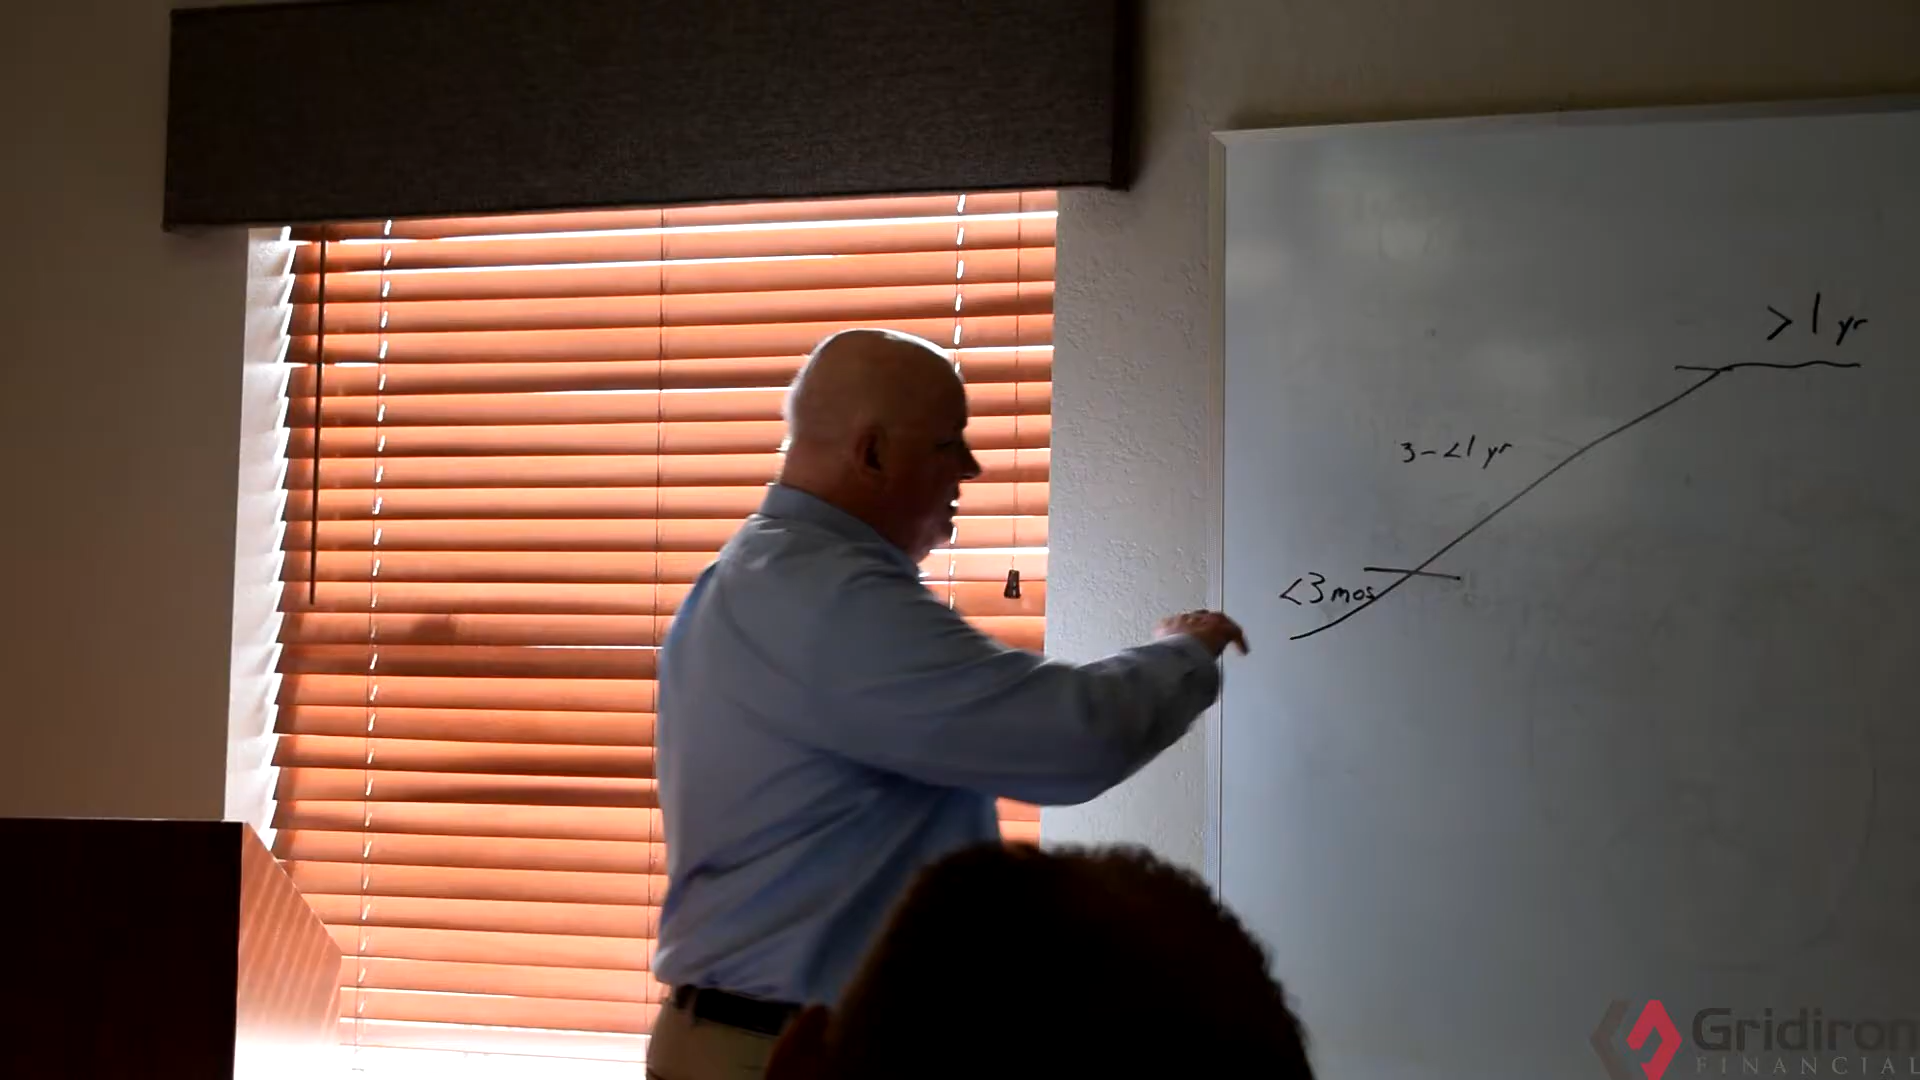 > 1 yr
3 - < 1 yr
< 3 mos
Gridiron
FINANCIAL